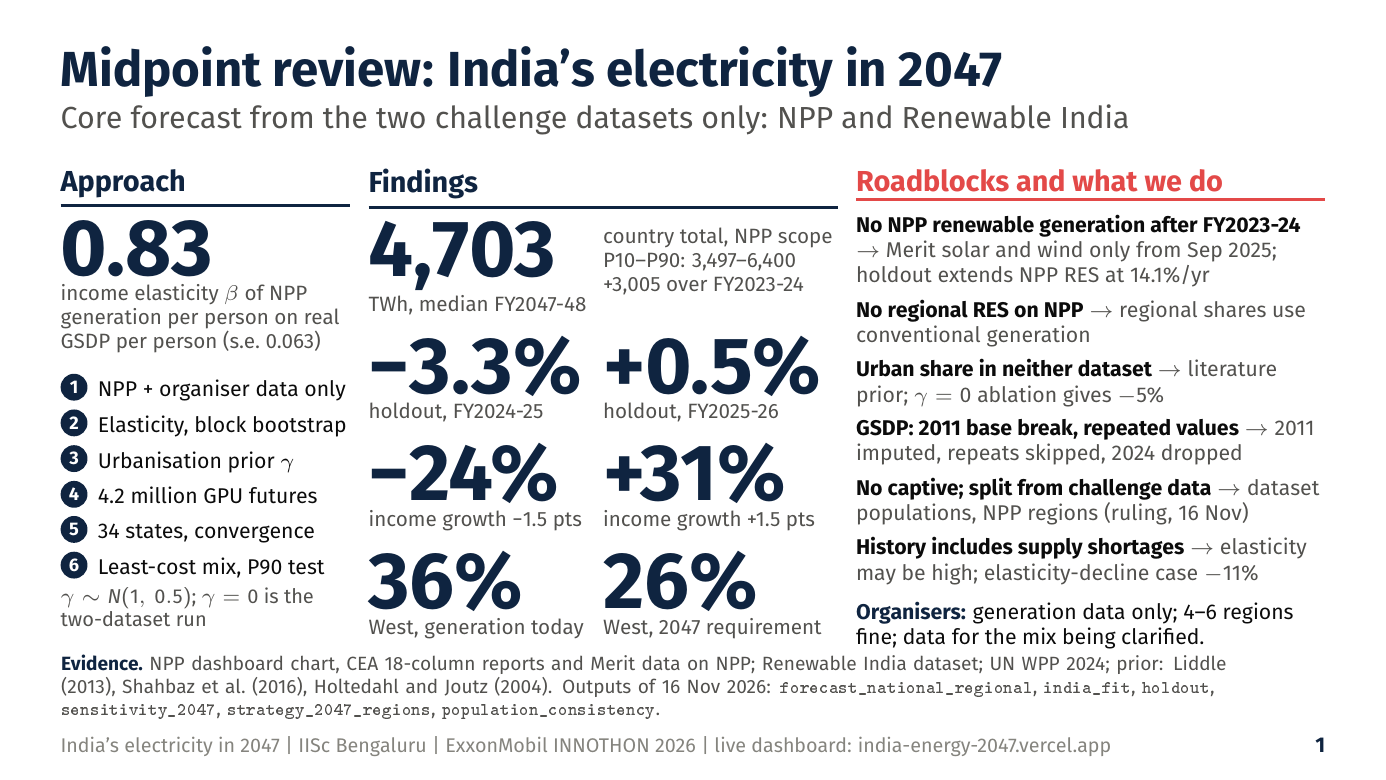 Midpoint review: India’s electricity in 2047
Core forecast from the two challenge datasets only: NPP and Renewable India
Approach
0.83
income elasticity β of NPP
generation per person on real
GSDP per person (s.e. 0.063)
1 NPP + organiser data only
2 Elasticity, block bootstrap
3 Urbanisation prior γ
4 4.2 million GPU futures
5 34 states, convergence
6 Least-cost mix, P90 test
γ ∼ N(1, 0.5); γ = 0 is the
two-dataset run
Findings
4,703
TWh, median FY2047-48
country total, NPP scope
P10–P90: 3,497–6,400
+3,005 over FY2023-24
−3.3%
holdout, FY2024-25
+0.5%
holdout, FY2025-26
−24%
income growth −1.5 pts
+31%
income growth +1.5 pts
36%
West, generation today
26%
West, 2047 requirement
Roadblocks and what we do
No NPP renewable generation after FY2023-24
→ Merit solar and wind only from Sep 2025;
holdout extends NPP RES at 14.1%/yr
No regional RES on NPP → regional shares use
conventional generation
Urban share in neither dataset → literature
prior; γ = 0 ablation gives −5%
GSDP: 2011 base break, repeated values → 2011
imputed, repeats skipped, 2024 dropped
No captive; split from challenge data → dataset
populations, NPP regions (ruling, 16 Nov)
History includes supply shortages → elasticity
may be high; elasticity-decline case −11%
Organisers: generation data only; 4–6 regions
fine; data for the mix being clarified.
Evidence. NPP dashboard chart, CEA 18-column reports and Merit data on NPP; Renewable India dataset; UN WPP 2024; prior: Liddle
(2013), Shahbaz et al. (2016), Holtedahl and Joutz (2004). Outputs of 16 Nov 2026: forecast_national_regional, india_fit, holdout,
sensitivity_2047, strategy_2047_regions, population_consistency.
India’s electricity in 2047 | IISc Bengaluru | ExxonMobil INNOTHON 2026 | live dashboard: india-energy-2047.vercel.app
1